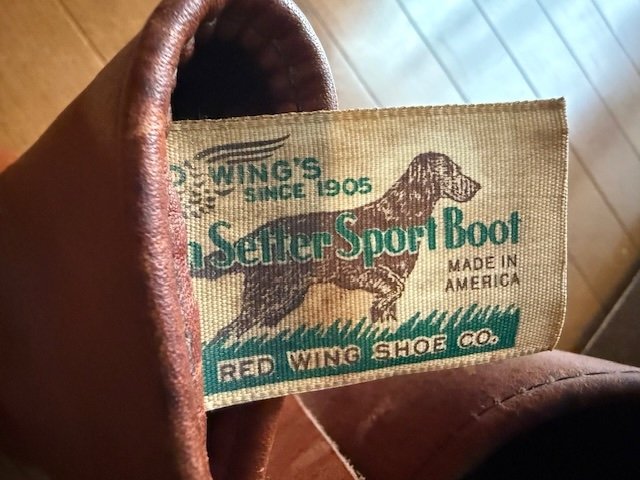 D WING'S
SINCE 1905
n Setter Sport Boot
MADE IN
AMERICA
RED WING SHOE CO.